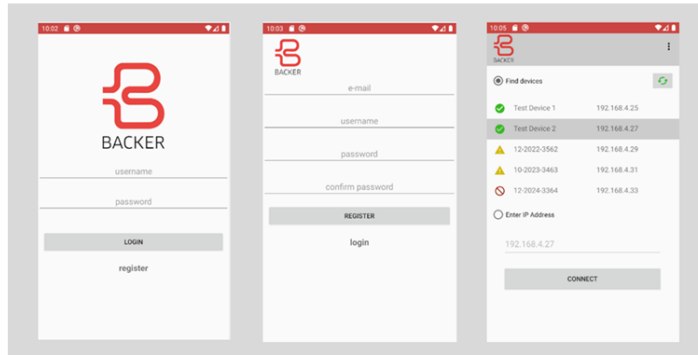 10:02
BACKER
username
password
LOGIN
register
10:03
BACKER
e-mail
username
password
confirm password
REGISTER
login
10:05
BACKER
Find devices
Test Device 1 192.168.4.25
Test Device 2 192.168.4.27
12-2022-3562 192.168.4.29
10-2023-3463 192.168.4.31
12-2024-3364 192.168.4.33
Enter IP Address
192.168.4.27
CONNECT